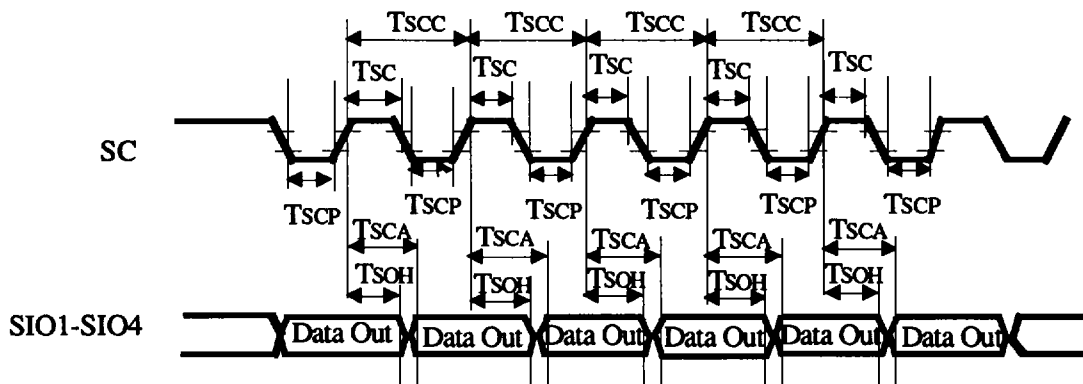 TSCC TSCC TSCC TSCC
TSC TSC TSC TSC TSC
SC
TSCP TSCP TSCP TSCP TSCP TSCP
TSCA TSCA TSCA TSCA TSCA
TSOH TSOH TSOH TSOH TSOH
SIO1-SIO4 Data Out Data Out Data Out Data Out Data Out Data Out